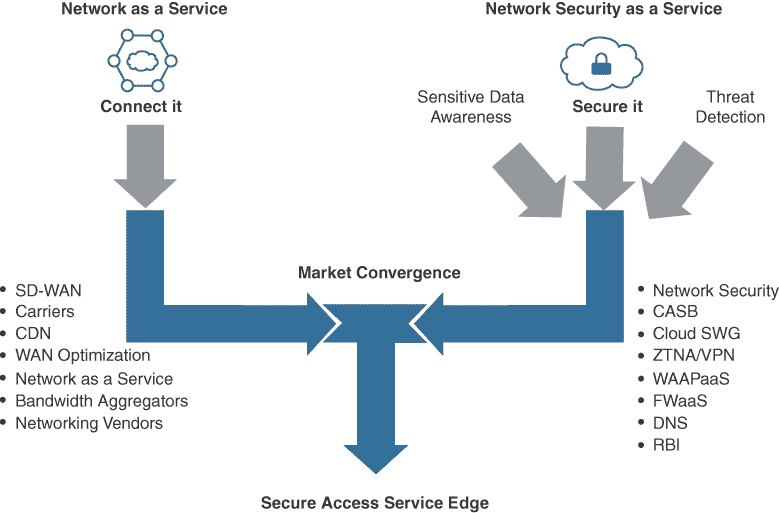 Network as a Service
Connect it
Network Security as a Service
Sensitive Data
Awareness
Secure it
Threat
Detection
Market Convergence
• SD-WAN
• Carriers
• CDN
• WAN Optimization
• Network as a Service
• Bandwidth Aggregators
• Networking Vendors
• Network Security
• CASB
• Cloud SWG
• ZTNA/VPN
• WAAPaaS
• FWaaS
• DNS
• RBI
Secure Access Service Edge